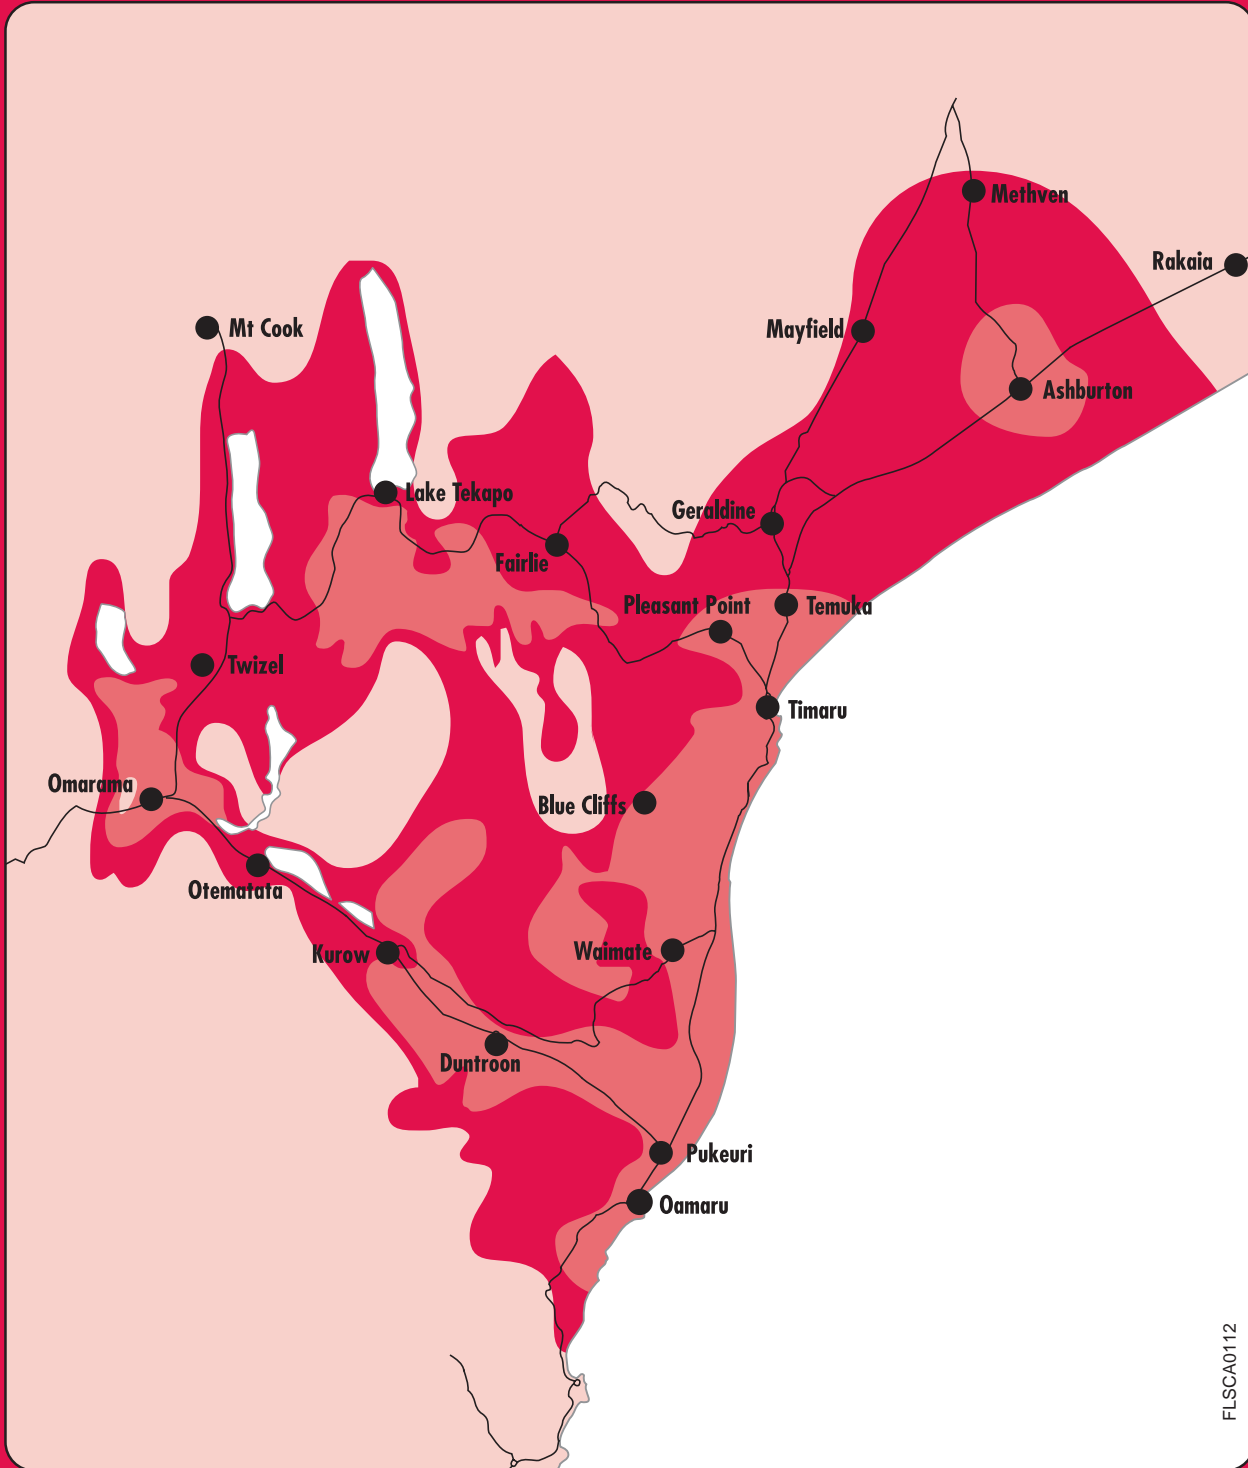 Methven
Rakaia
Mt Cook
Mayfield
Ashburton
Lake Tekapo
Geraldine
Fairlie
Pleasant Point
Temuka
Twizel
Timaru
Omarama
Blue Cliffs
Otematata
Kurow
Waimate
Duntroon
Pukeuri
Oamaru
FLSCA0112